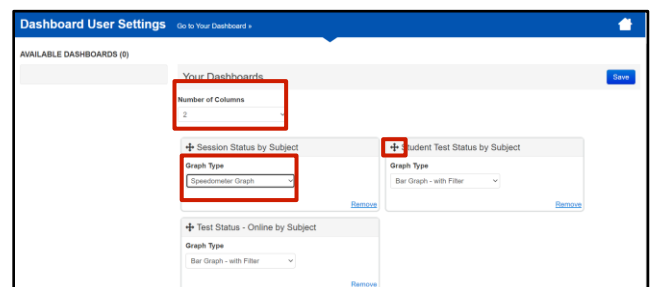 Dashboard User Settings Go to Your Dashboard »
AVAILABLE DASHBOARDS (0)
Your Dashboards
Save
Number of Columns
2
Session Status by Subject
Graph Type
Speedometer Graph
Remove
Student Test Status by Subject
Graph Type
Bar Graph - with Filter
Remove
Test Status - Online by Subject
Graph Type
Bar Graph - with Filter
Remove